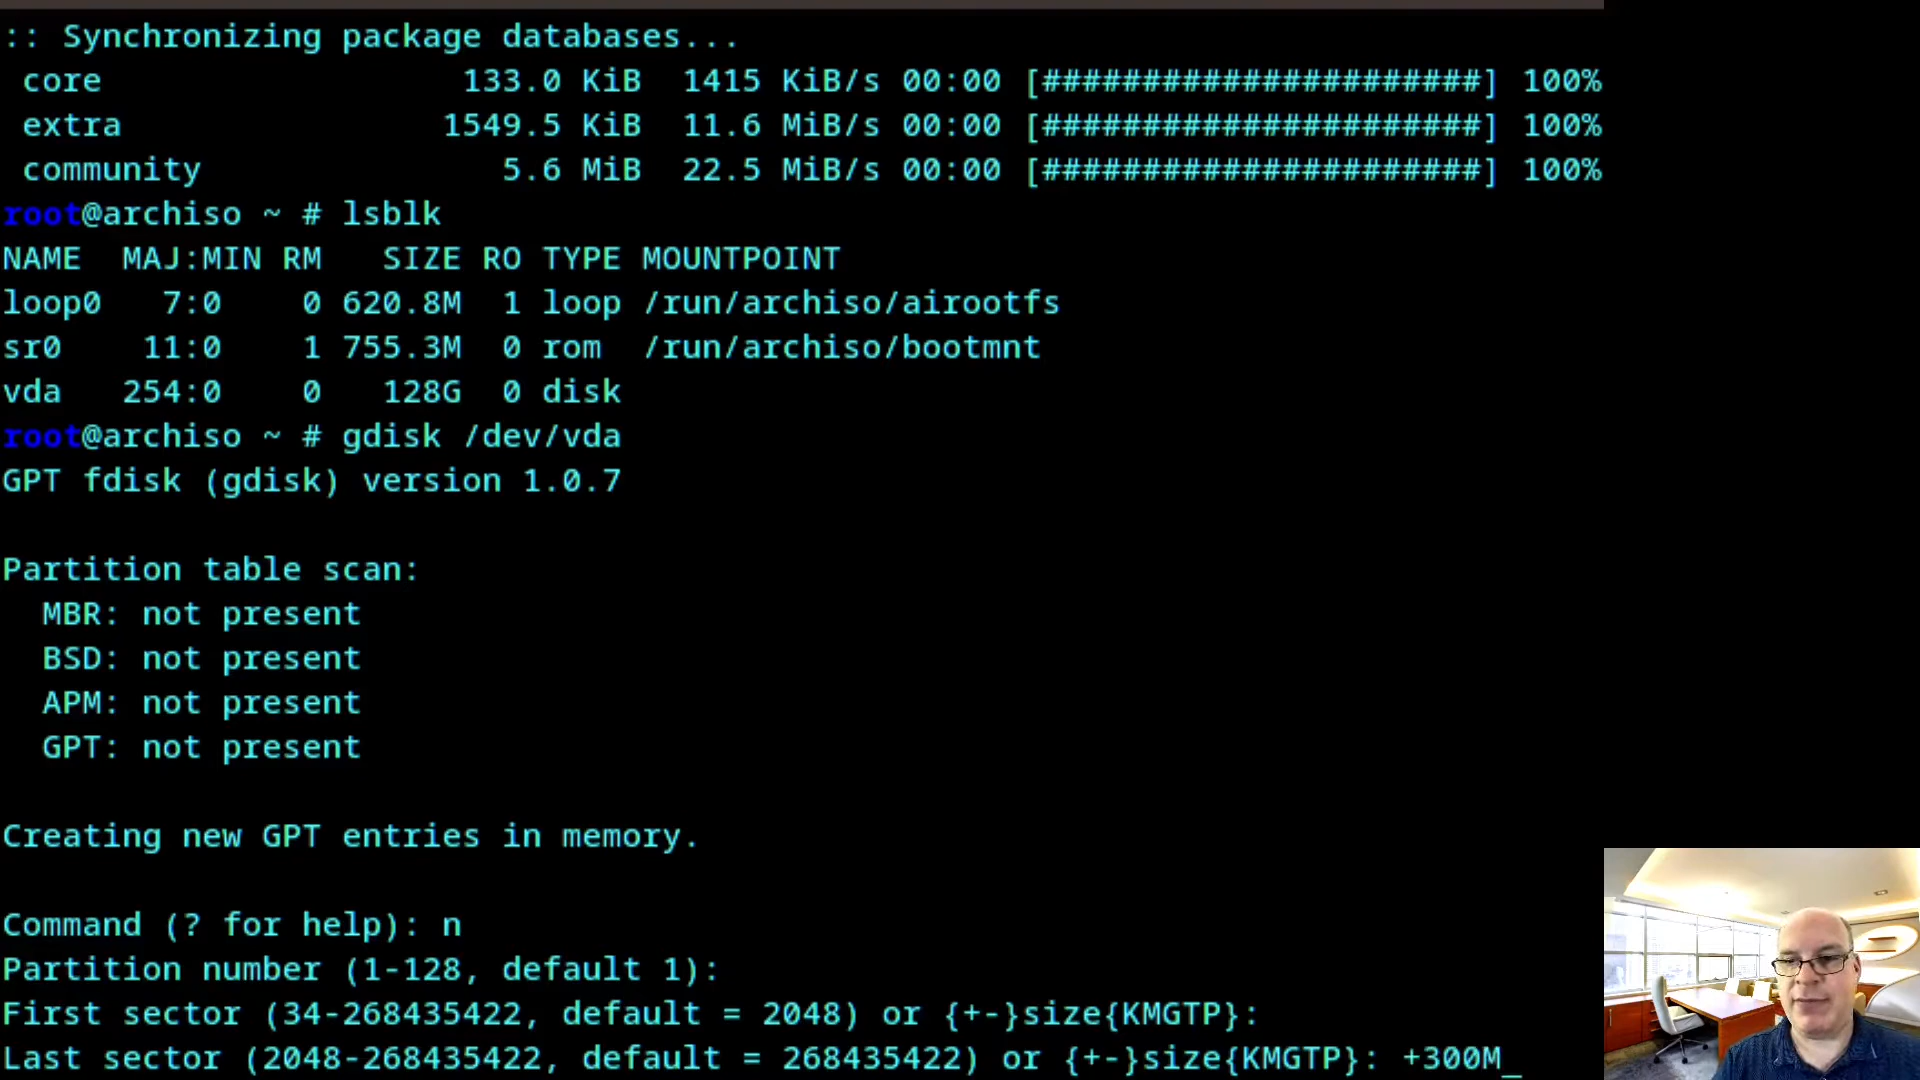 :: Synchronizing package databases...
core 133.0 KiB 1415 KiB/s 00:00 [######################] 100%
extra 1549.5 KiB 11.6 MiB/s 00:00 [######################] 100%
community 5.6 MiB 22.5 MiB/s 00:00 [######################] 100%
root@archiso ~ # lsblk
NAME MAJ:MIN RM SIZE RO TYPE MOUNTPOINT
loop0 7:0 0 620.8M 1 loop /run/archiso/airootfs
sr0 11:0 1 755.3M 0 rom /run/archiso/bootmnt
vda 254:0 0 128G 0 disk
root@archiso ~ # gdisk /dev/vda
GPT fdisk (gdisk) version 1.0.7
Partition table scan:
MBR: not present
BSD: not present
APM: not present
GPT: not present
Creating new GPT entries in memory.
Command (? for help): n
Partition number (1-128, default 1):
First sector (34-268435422, default = 2048) or {+-}size{KMGTP}:
Last sector (2048-268435422, default = 268435422) or {+-}size{KMGTP}: +300M_